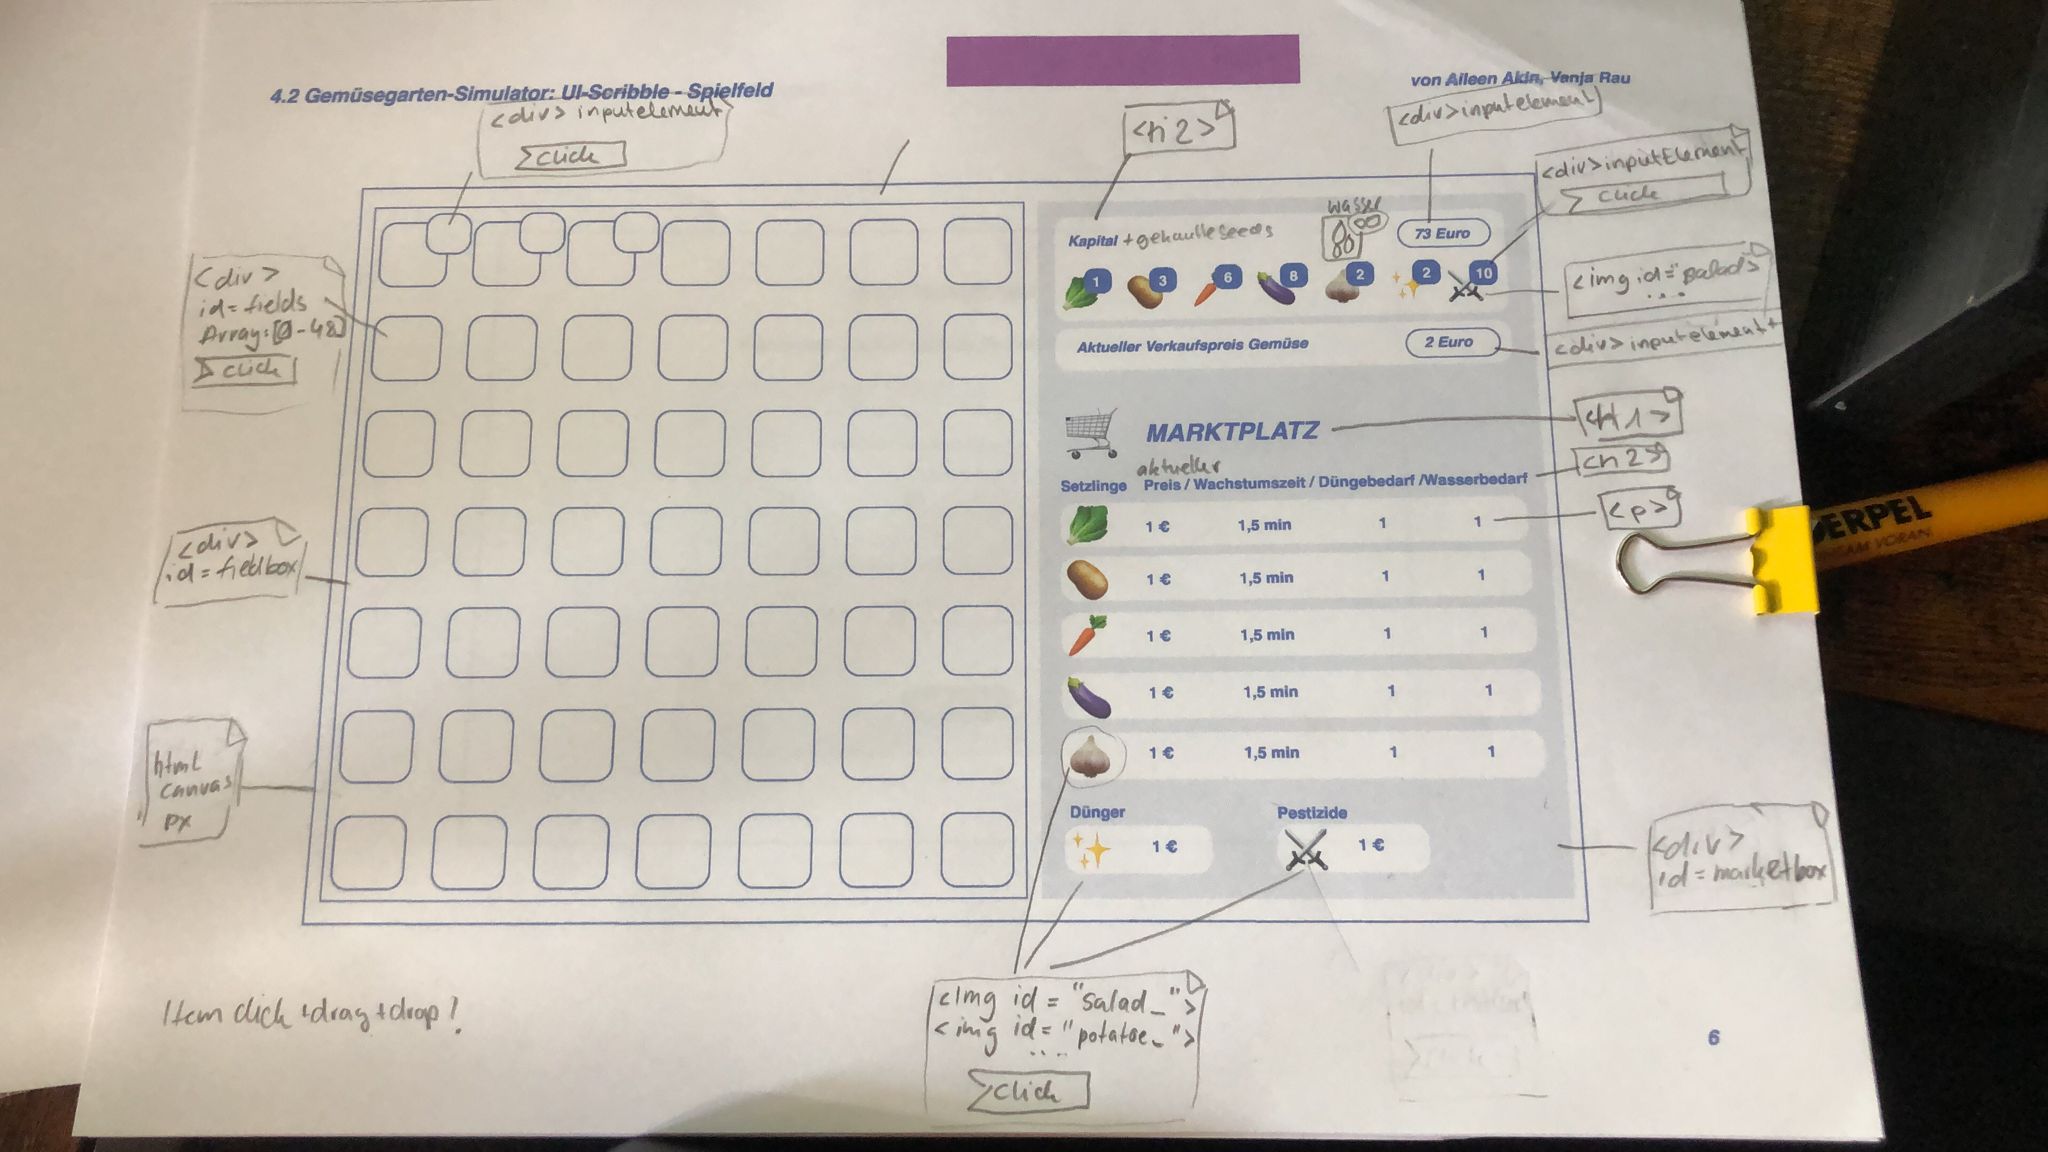 4.2 Gemüsegarten-Simulator: UI-Scribble - Spielfeld
von Aileen Akin, Vanja Rau
<div> inputelement
click
<h2>
<div>inputelement
<div>inputElement
click
wasser
Kapital + gekaufte seeds
73 Euro
1 3 6 8 2 2 10
<img id="salad>
...
Aktueller Verkaufspreis Gemüse
2 Euro
<div> inputelement
<div>
id=fields
Array:[0-48]
click
MARKTPLATZ
<H1>
aktueller
<h2>
Setzlinge Preis / Wachstumszeit / Düngebedarf /Wasserbedarf
1 € 1,5 min 1 1
<p>
1 € 1,5 min 1 1
1 € 1,5 min 1 1
1 € 1,5 min 1 1
1 € 1,5 min 1 1
<div>
id=fieldbox
html
canvas
px
Dünger Pestizide
1 € 1 €
<div>
id=marketbox
<Img id = "salad_">
<img id="potatoe_">
...
click
Item click +drag+drop!
6
ERPEL
SAM VORAN